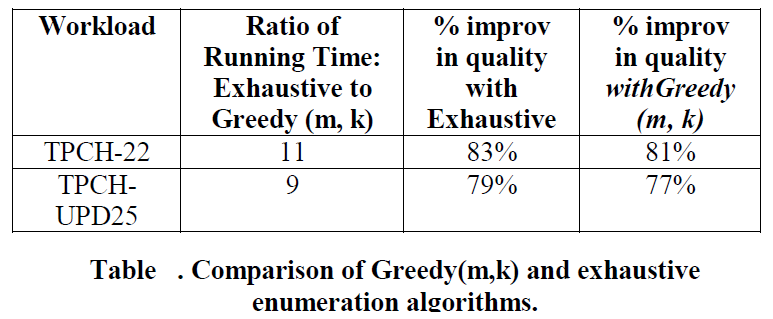 Workload Ratio of % improv % improv
Running Time: in quality in quality
Exhaustive to with withGreedy
Greedy (m, k) Exhaustive (m, k)
TPCH-22 11 83% 81%
TPCH- 9 79% 77%
UPD25
Table . Comparison of Greedy(m,k) and exhaustive
enumeration algorithms.